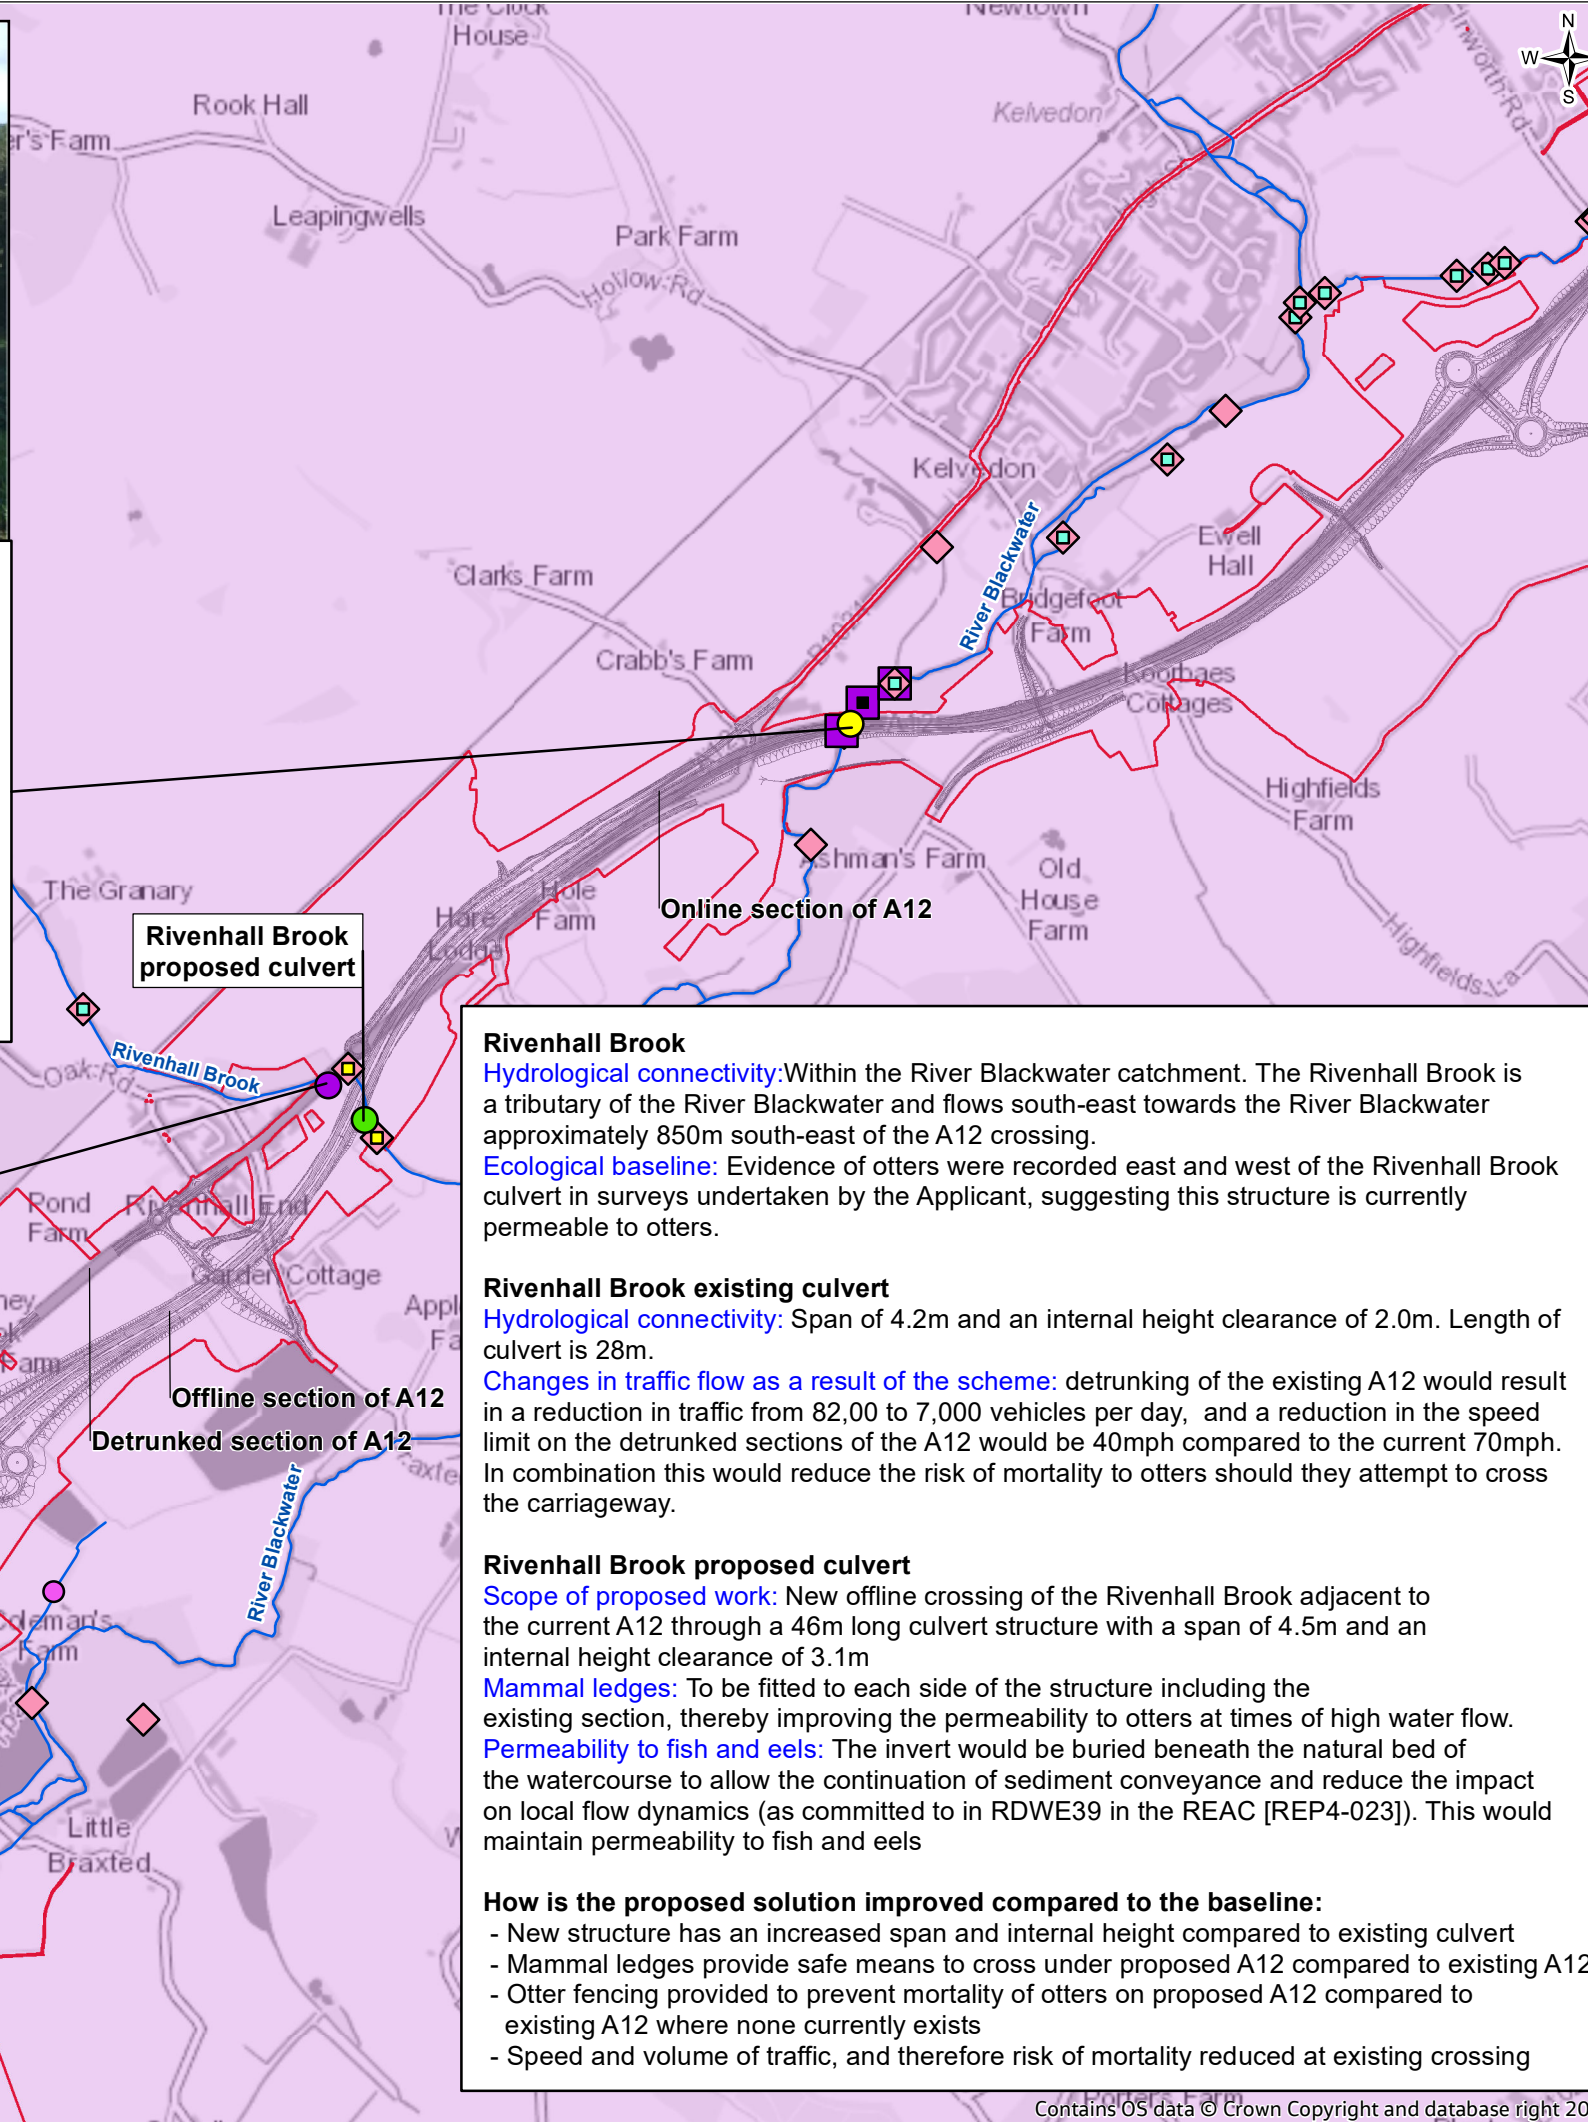 The Clock
House
Newtown
N
W
S
Inworth Rd
Rook Hall
er's Farm
Kelvedon
Leapingwells
Park Farm
Hollow Rd
Kelvedon
River Blackwater
Ewell
Hall
Clarks Farm
Bridgefoot
Farm
B1024
Crabb's Farm
Koorbaes
Cottages
A12
Highfields
Farm
Ashman's Farm
Old
House
Farm
The Granary
Hole
Farm
Hare
Lodge
Online section of A12
Highfields La
Rivenhall Brook
proposed culvert
Oak Rd
Rivenhall Brook
Pond
Farm
Rivenhall End
Garden Cottage
ney
Farm
Appl
Fa
Offline section of A12
Detrunked section of A12
axte
River Blackwater
Coleman's
Farm
Little
Braxted
Rivenhall Brook
Hydrological connectivity:Within the River Blackwater catchment. The Rivenhall Brook is
a tributary of the River Blackwater and flows south-east towards the River Blackwater
approximately 850m south-east of the A12 crossing.
Ecological baseline: Evidence of otters were recorded east and west of the Rivenhall Brook
culvert in surveys undertaken by the Applicant, suggesting this structure is currently
permeable to otters.
Rivenhall Brook existing culvert
Hydrological connectivity: Span of 4.2m and an internal height clearance of 2.0m. Length of
culvert is 28m.
Changes in traffic flow as a result of the scheme: detrunking of the existing A12 would result
in a reduction in traffic from 82,00 to 7,000 vehicles per day, and a reduction in the speed
limit on the detrunked sections of the A12 would be 40mph compared to the current 70mph.
In combination this would reduce the risk of mortality to otters should they attempt to cross
the carriageway.
Rivenhall Brook proposed culvert
Scope of proposed work: New offline crossing of the Rivenhall Brook adjacent to
the current A12 through a 46m long culvert structure with a span of 4.5m and an
internal height clearance of 3.1m
Mammal ledges: To be fitted to each side of the structure including the
existing section, thereby improving the permeability to otters at times of high water flow.
Permeability to fish and eels: The invert would be buried beneath the natural bed of
the watercourse to allow the continuation of sediment conveyance and reduce the impact
on local flow dynamics (as committed to in RDWE39 in the REAC [REP4-023]). This would
maintain permeability to fish and eels
How is the proposed solution improved compared to the baseline:
- New structure has an increased span and internal height compared to existing culvert
- Mammal ledges provide safe means to cross under proposed A12 compared to existing A12
- Otter fencing provided to prevent mortality of otters on proposed A12 compared to
existing A12 where none currently exists
- Speed and volume of traffic, and therefore risk of mortality reduced at existing crossing
Porters Farm
Contains OS data © Crown Copyright and database right 20